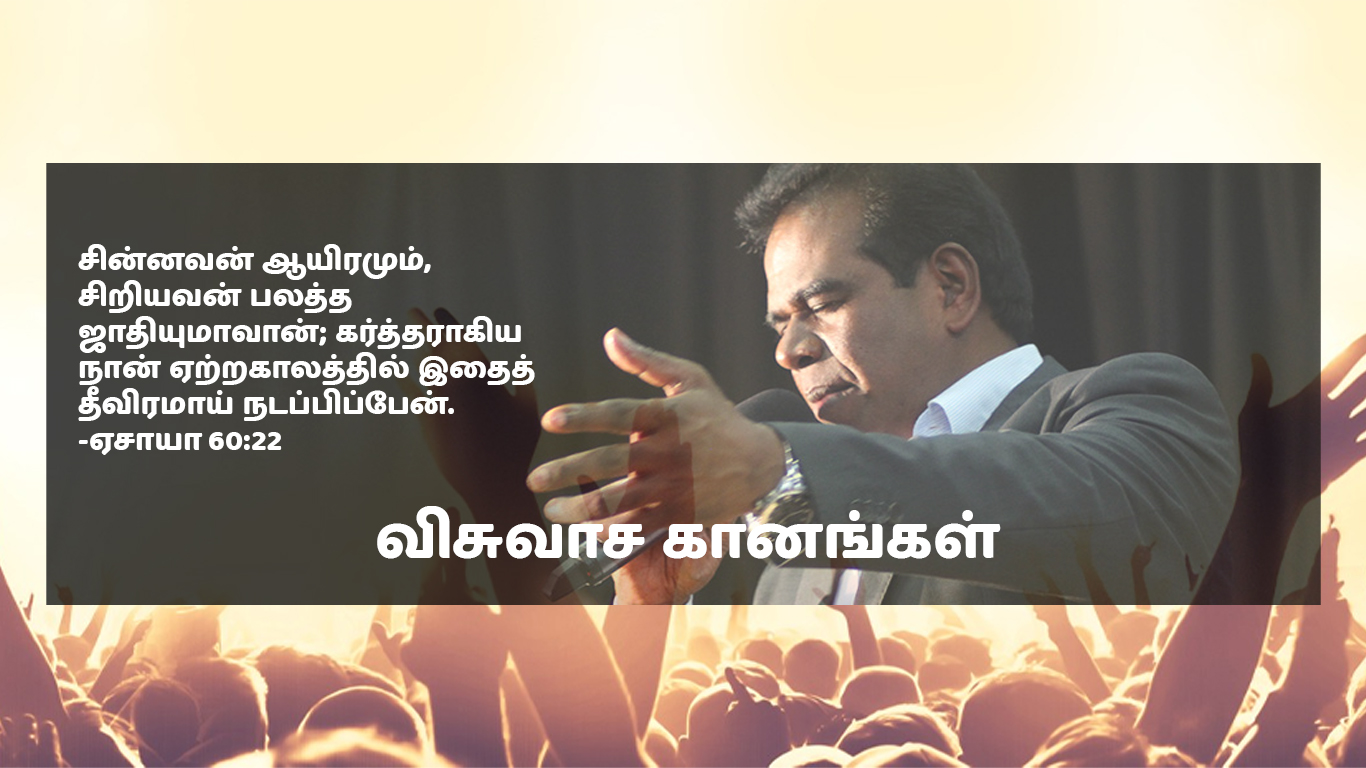 சின்னவன் ஆயிரமும்,
சிறியவன் பலத்த
ஜாதியுமாவான்; கர்த்தராகிய
நான் ஏற்றகாலத்தில் இதைத்
தீவிரமாய் நடப்பிப்பேன்.
-ஏசாயா 60:22
விசுவாச கானங்கள்